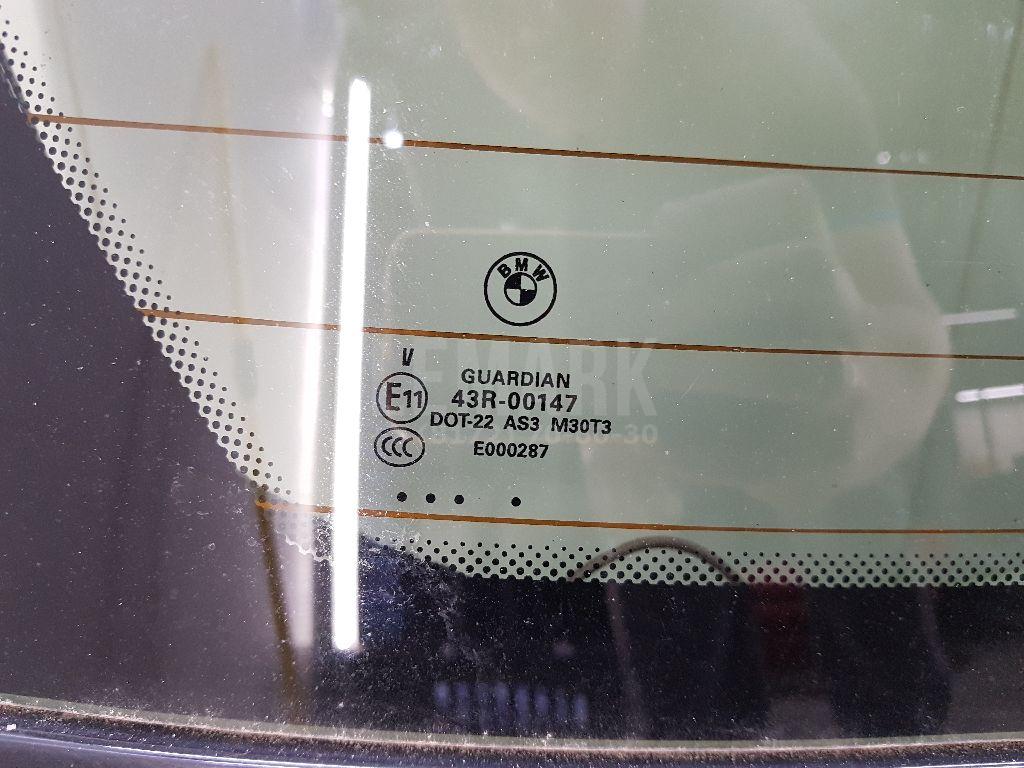 BMW
V
GUARDIAN
E11 43R-00147
DOT-22 AS3 M30T3
CCC E000287